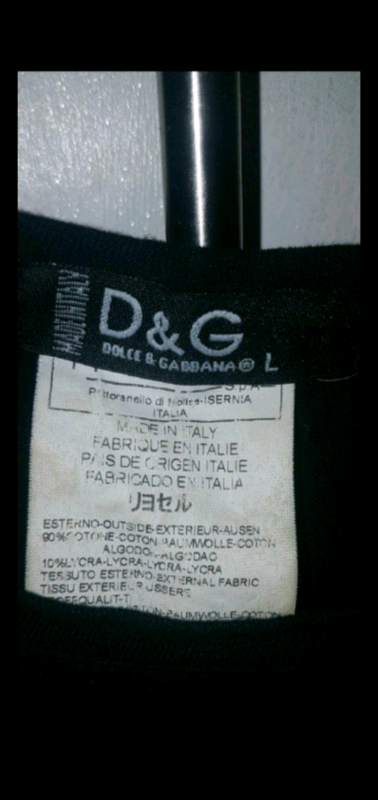 MADE IN ITALY
D&G
DOLCE & GABBANA® L
S.p.A
Pettoranello di Molise-ISERNIA
ITALIA
MADE IN ITALY
FABRIQUE EN ITALIE
PAIS DE ORIGEN ITALIE
FABRICADO EN ITALIA
リヨセル
ESTERNO-OUTSIDE-EXTERIEUR-AUSEN
90%COTONE-COTON-BAUMWOLLE-COTON
ALGODON-ALGODAO
10%LYCRA-LYCRA-LYCRA-LYCRA
TESSUTO ESTERNO-EXTERNAL FABRIC
TISSU EXTERIEUR
-BAUMWOLLE-COTON